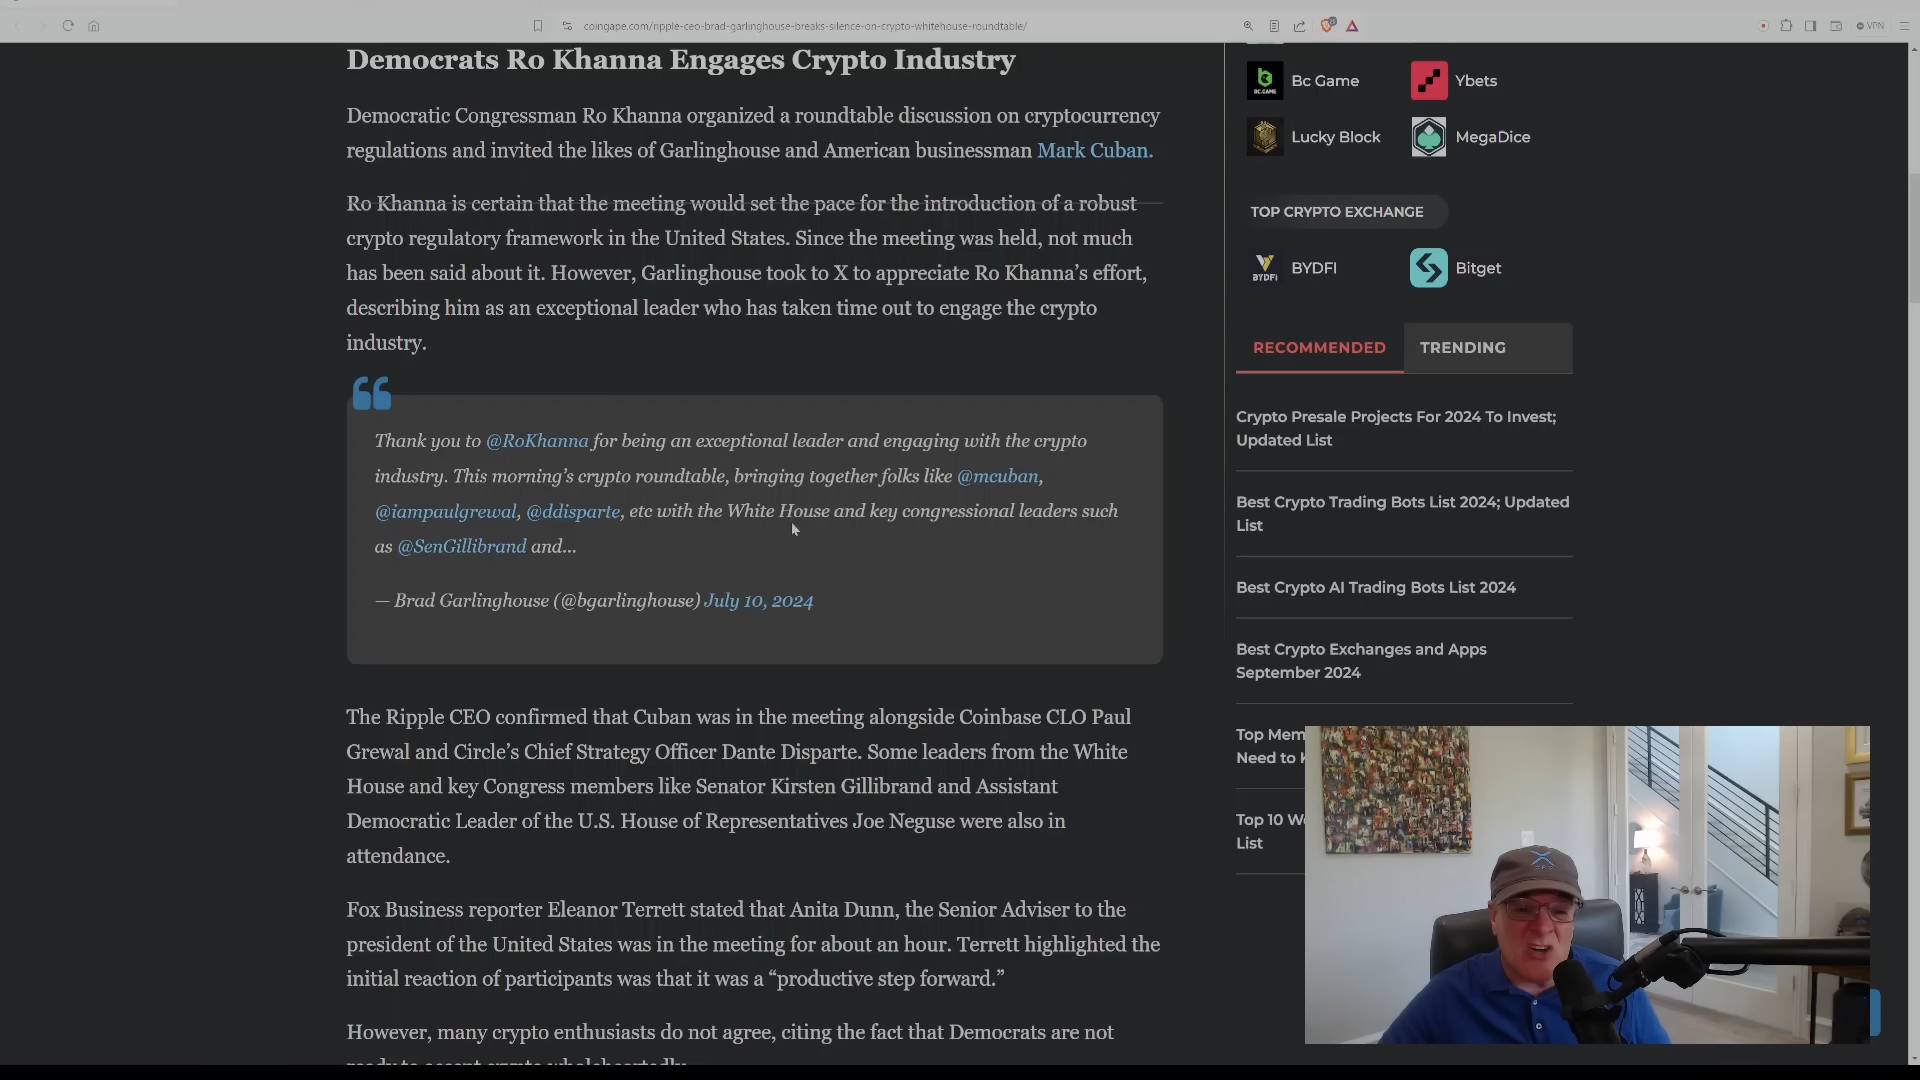 coingape.com/ripple-ceo-brad-garlinghouse-breaks-silence-on-crypto-whitehouse-roundtable/
VPN
Democrats Ro Khanna Engages Crypto Industry
Democratic Congressman Ro Khanna organized a roundtable discussion on cryptocurrency
regulations and invited the likes of Garlinghouse and American businessman Mark Cuban.
Ro Khanna is certain that the meeting would set the pace for the introduction of a robust
crypto regulatory framework in the United States. Since the meeting was held, not much
has been said about it. However, Garlinghouse took to X to appreciate Ro Khanna’s effort,
describing him as an exceptional leader who has taken time out to engage the crypto
industry.
Thank you to @RoKhanna for being an exceptional leader and engaging with the crypto
industry. This morning’s crypto roundtable, bringing together folks like @mcuban,
@iampaulgrewal, @ddisparte, etc with the White House and key congressional leaders such
as @SenGillibrand and…
— Brad Garlinghouse (@bgarlinghouse) July 10, 2024
The Ripple CEO confirmed that Cuban was in the meeting alongside Coinbase CLO Paul
Grewal and Circle’s Chief Strategy Officer Dante Disparte. Some leaders from the White
House and key Congress members like Senator Kirsten Gillibrand and Assistant
Democratic Leader of the U.S. House of Representatives Joe Neguse were also in
attendance.
Fox Business reporter Eleanor Terrett stated that Anita Dunn, the Senior Adviser to the
president of the United States was in the meeting for about an hour. Terrett highlighted the
initial reaction of participants was that it was a “productive step forward.”
However, many crypto enthusiasts do not agree, citing the fact that Democrats are not
ready to accept crypto wholeheartedly.
BC.GAME
Bc Game
Ybets
Lucky Block
MegaDice
TOP CRYPTO EXCHANGE
BYDFi
BYDFI
Bitget
RECOMMENDED
TRENDING
Crypto Presale Projects For 2024 To Invest;
Updated List
Best Crypto Trading Bots List 2024; Updated
List
Best Crypto AI Trading Bots List 2024
Best Crypto Exchanges and Apps
September 2024
Top Mem
Need to
Top 10 W
List
XRP